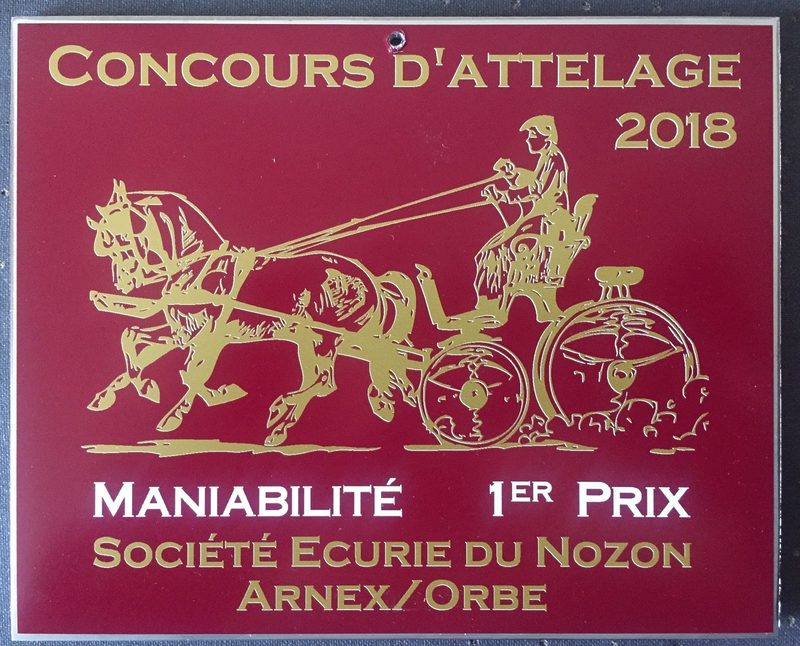 CONCOURS D'ATTELAGE
2018
MANIABILITÉ 1ER PRIX
SOCIÉTÉ ECURIE DU NOZON
ARNEX/ORBE